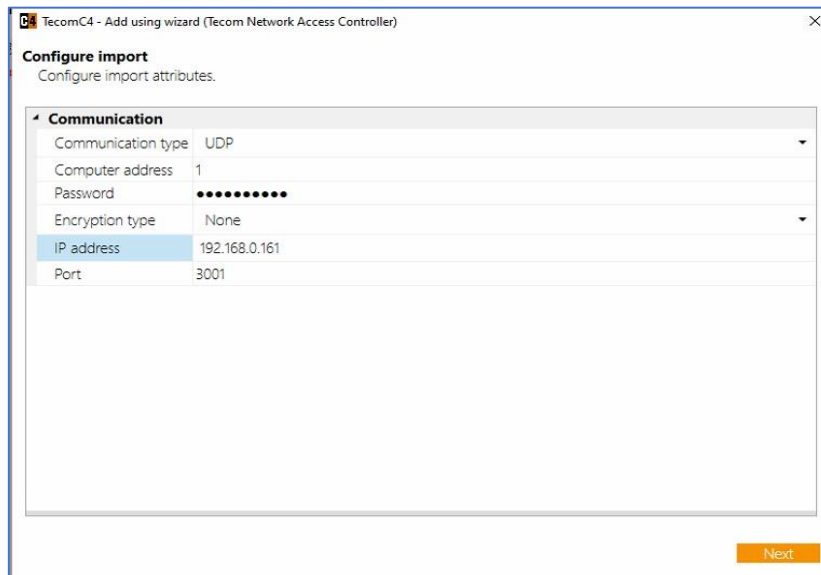 C4 TecomC4 - Add using wizard (Tecom Network Access Controller)
Configure import
Configure import attributes.
Communication
Communication type UDP
Computer address 1
Password ●●●●●●●●●●
Encryption type None
IP address 192.168.0.161
Port 3001
Next